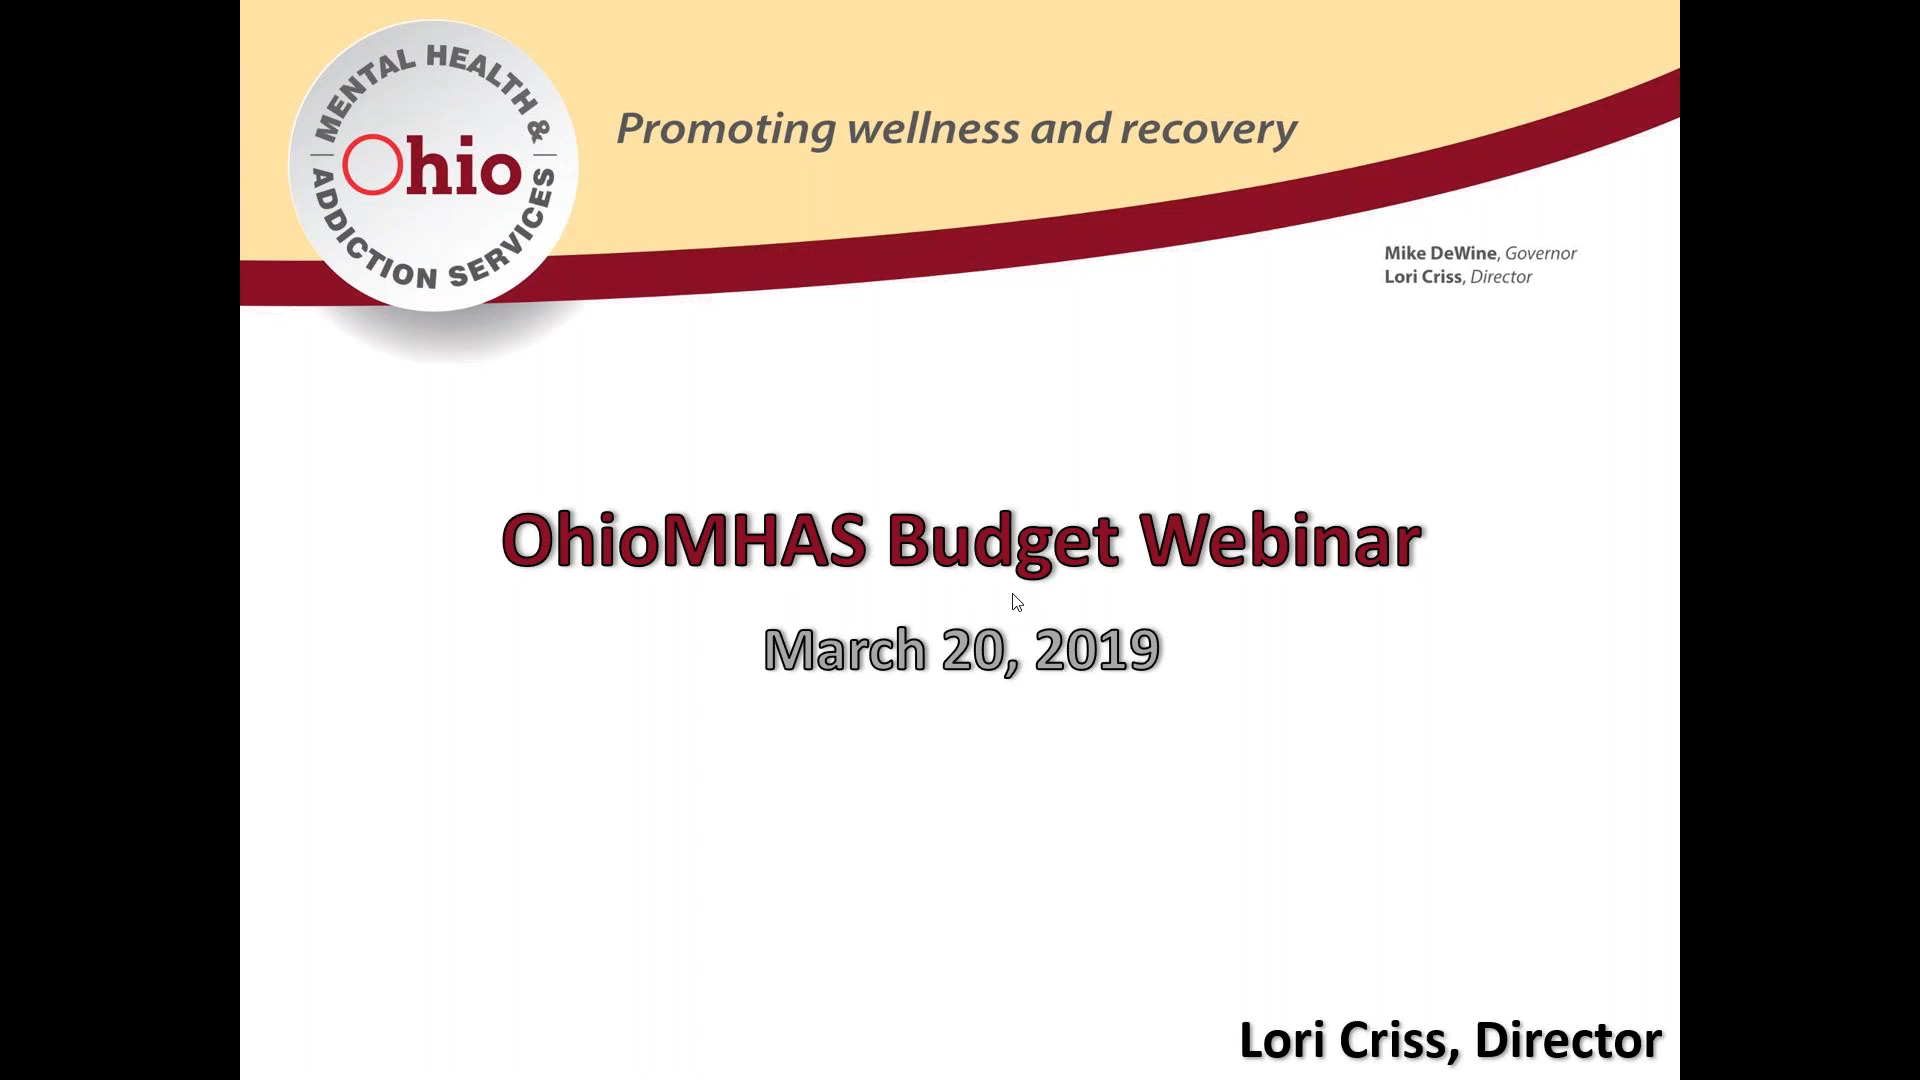 MENTAL HEALTH &
Ohio
ADDICTION SERVICES
Promoting wellness and recovery
Mike DeWine, Governor
Lori Criss, Director
OhioMHAS Budget Webinar
March 20, 2019
Lori Criss, Director